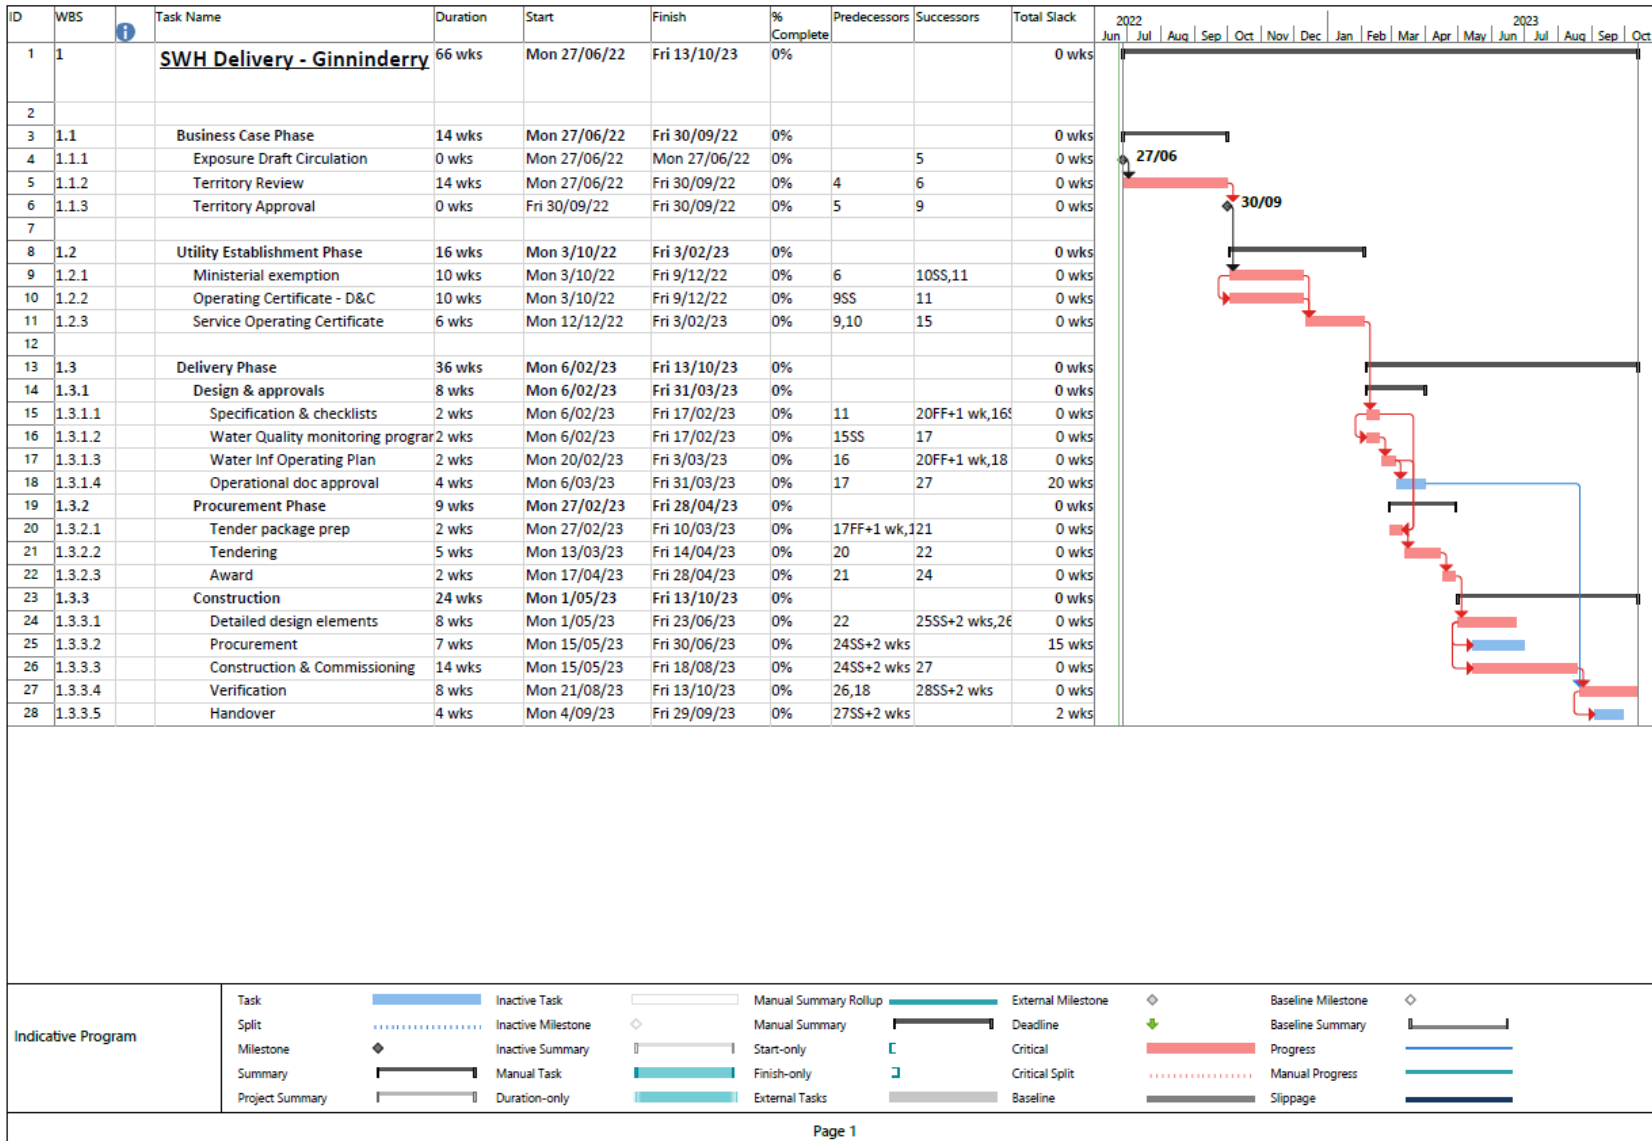 ID WBS Task Name Duration Start Finish % Complete Predecessors Successors Total Slack
2022 2023
Jun Jul Aug Sep Oct Nov Dec Jan Feb Mar Apr May Jun Jul Aug Sep Oct
1 1 SWH Delivery - Ginninderry 66 wks Mon 27/06/22 Fri 13/10/23 0% 0 wks
2
3 1.1 Business Case Phase 14 wks Mon 27/06/22 Fri 30/09/22 0% 0 wks
4 1.1.1 Exposure Draft Circulation 0 wks Mon 27/06/22 Mon 27/06/22 0% 5 0 wks 27/06
5 1.1.2 Territory Review 14 wks Mon 27/06/22 Fri 30/09/22 0% 4 6 0 wks
6 1.1.3 Territory Approval 0 wks Fri 30/09/22 Fri 30/09/22 0% 5 9 0 wks 30/09
7
8 1.2 Utility Establishment Phase 16 wks Mon 3/10/22 Fri 3/02/23 0% 0 wks
9 1.2.1 Ministerial exemption 10 wks Mon 3/10/22 Fri 9/12/22 0% 6 10SS,11 0 wks
10 1.2.2 Operating Certificate - D&C 10 wks Mon 3/10/22 Fri 9/12/22 0% 9SS 11 0 wks
11 1.2.3 Service Operating Certificate 6 wks Mon 12/12/22 Fri 3/02/23 0% 9,10 15 0 wks
12
13 1.3 Delivery Phase 36 wks Mon 6/02/23 Fri 13/10/23 0% 0 wks
14 1.3.1 Design & approvals 8 wks Mon 6/02/23 Fri 31/03/23 0% 0 wks
15 1.3.1.1 Specification & checklists 2 wks Mon 6/02/23 Fri 17/02/23 0% 11 20FF+1 wk,16S 0 wks
16 1.3.1.2 Water Quality monitoring prograr 2 wks Mon 6/02/23 Fri 17/02/23 0% 15SS 17 0 wks
17 1.3.1.3 Water Inf Operating Plan 2 wks Mon 20/02/23 Fri 3/03/23 0% 16 20FF+1 wk,18 0 wks
18 1.3.1.4 Operational doc approval 4 wks Mon 6/03/23 Fri 31/03/23 0% 17 27 20 wks
19 1.3.2 Procurement Phase 9 wks Mon 27/02/23 Fri 28/04/23 0% 0 wks
20 1.3.2.1 Tender package prep 2 wks Mon 27/02/23 Fri 10/03/23 0% 17FF+1 wk,1 21 0 wks
21 1.3.2.2 Tendering 5 wks Mon 13/03/23 Fri 14/04/23 0% 20 22 0 wks
22 1.3.2.3 Award 2 wks Mon 17/04/23 Fri 28/04/23 0% 21 24 0 wks
23 1.3.3 Construction 24 wks Mon 1/05/23 Fri 13/10/23 0% 0 wks
24 1.3.3.1 Detailed design elements 8 wks Mon 1/05/23 Fri 23/06/23 0% 22 25SS+2 wks,26 0 wks
25 1.3.3.2 Procurement 7 wks Mon 15/05/23 Fri 30/06/23 0% 24SS+2 wks 15 wks
26 1.3.3.3 Construction & Commissioning 14 wks Mon 15/05/23 Fri 18/08/23 0% 24SS+2 wks 27 0 wks
27 1.3.3.4 Verification 8 wks Mon 21/08/23 Fri 13/10/23 0% 26,18 28SS+2 wks 0 wks
28 1.3.3.5 Handover 4 wks Mon 4/09/23 Fri 29/09/23 0% 27SS+2 wks 2 wks
Indicative Program
Task Inactive Task Manual Summary Rollup External Milestone Baseline Milestone
Split Inactive Milestone Manual Summary Deadline Baseline Summary
Milestone Inactive Summary Start-only Critical Progress
Summary Manual Task Finish-only Critical Split Manual Progress
Project Summary Duration-only External Tasks Baseline Slippage
Page 1